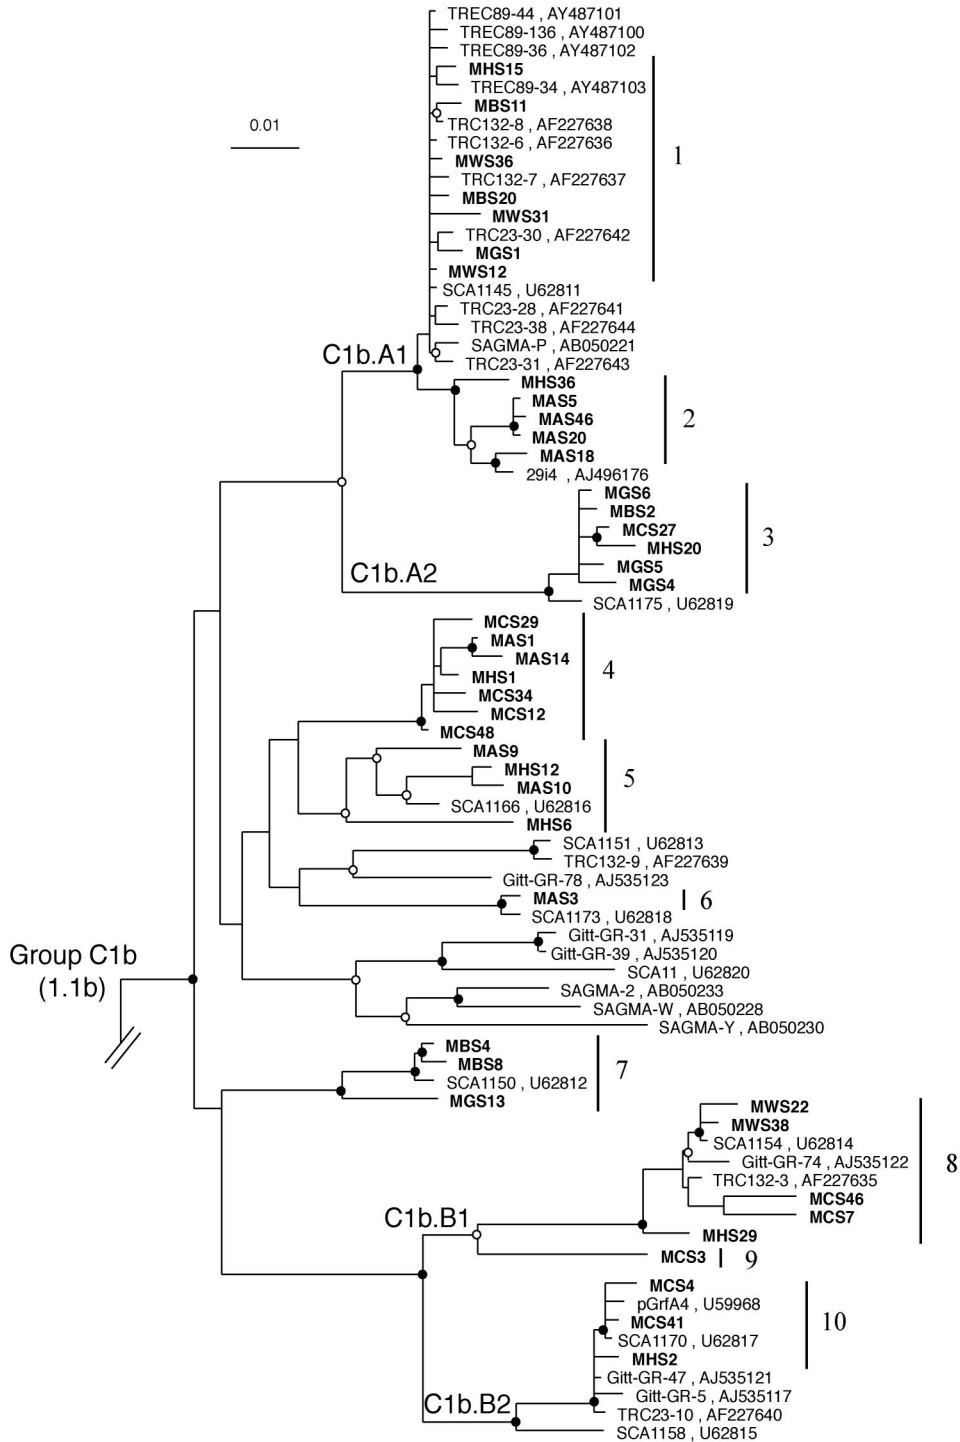 TREC89-44 , AY487101
TREC89-136 , AY487100
TREC89-36 , AY487102
MHS15
TREC89-34 , AY487103
MBS11
0.01
TRC132-8 , AF227638
TRC132-6 , AF227636
1
MWS36
TRC132-7 , AF227637
MBS20
MWS31
TRC23-30 , AF227642
MGS1
MWS12
SCA1145 , U62811
TRC23-28 , AF227641
TRC23-38 , AF227644
SAGMA-P , AB050221
C1b.A1
TRC23-31 , AF227643
MHS36
MAS5
MAS46
2
MAS20
MAS18
29i4 , AJ496176
MGS6
MBS2
MCS27
3
MHS20
MGS5
C1b.A2
MGS4
SCA1175 , U62819
MCS29
MAS1
MAS14
4
MHS1
MCS34
MCS12
MCS48
MAS9
MHS12
5
MAS10
SCA1166 , U62816
MHS6
SCA1151 , U62813
TRC132-9 , AF227639
Gitt-GR-78 , AJ535123
MAS3
6
SCA1173 , U62818
Gitt-GR-31 , AJ535119
Gitt-GR-39 , AJ535120
Group C1b
(1.1b)
SCA11 , U62820
SAGMA-2 , AB050233
SAGMA-W , AB050228
SAGMA-Y , AB050230
MBS4
MBS8
7
SCA1150 , U62812
MGS13
MWS22
MWS38
SCA1154 , U62814
Gitt-GR-74 , AJ535122
8
TRC132-3 , AF227635
MCS46
MCS7
C1b.B1
MHS29
MCS3
9
MCS4
pGrfA4 , U59968
MCS41
10
SCA1170 , U62817
MHS2
Gitt-GR-47 , AJ535121
Gitt-GR-5 , AJ535117
C1b.B2
TRC23-10 , AF227640
SCA1158 , U62815